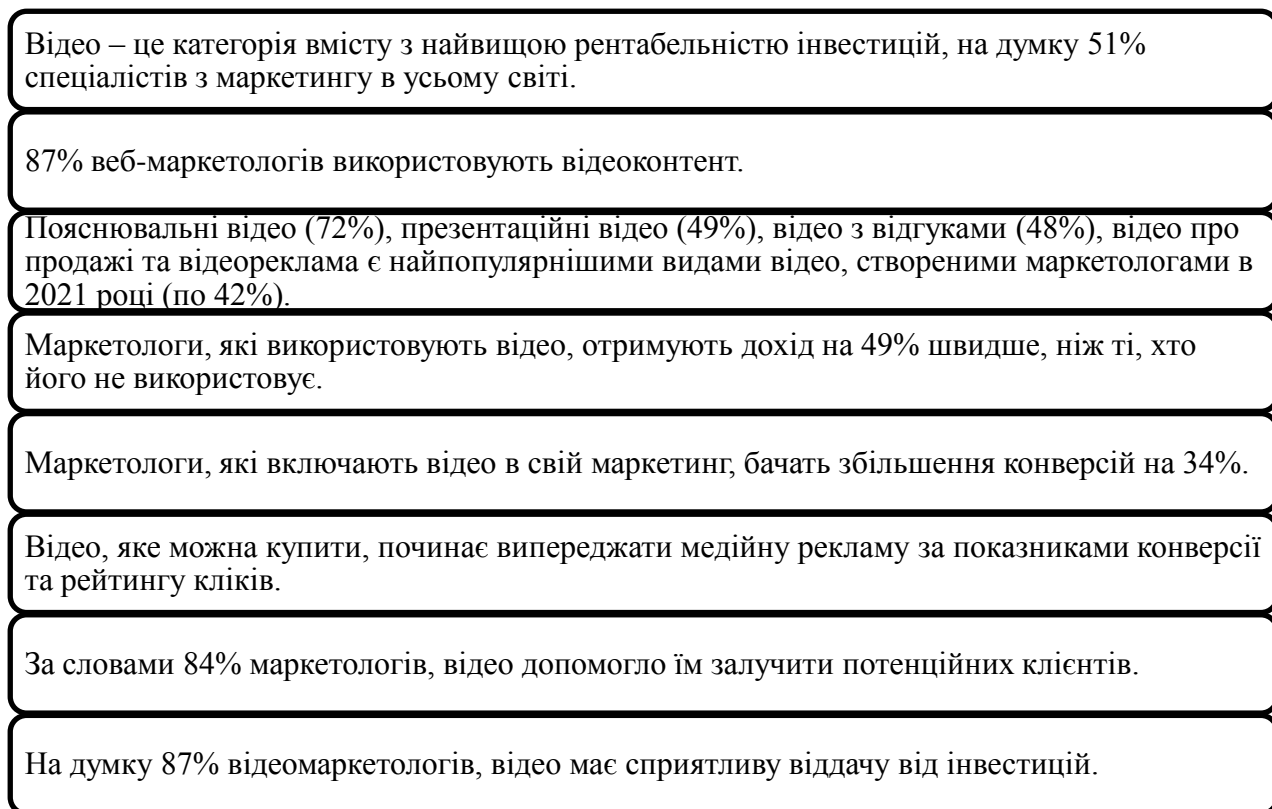 Відео – це категорія вмісту з найвищою рентабельністю інвестицій, на думку 51%
спеціалістів з маркетингу в усьому світі.
87% веб-маркетологів використовують відеоконтент.
Пояснювальні відео (72%), презентаційні відео (49%), відео з відгуками (48%), відео про
продажі та відеореклама є найпопулярнішими видами відео, створеними маркетологами в
2021 році (по 42%).
Маркетологи, які використовують відео, отримують дохід на 49% швидше, ніж ті, хто
його не використовує.
Маркетологи, які включають відео в свій маркетинг, бачать збільшення конверсій на 34%.
Відео, яке можна купити, починає випереджати медійну рекламу за показниками конверсії
та рейтингу кліків.
За словами 84% маркетологів, відео допомогло їм залучити потенційних клієнтів.
На думку 87% відеомаркетологів, відео має сприятливу віддачу від інвестицій.